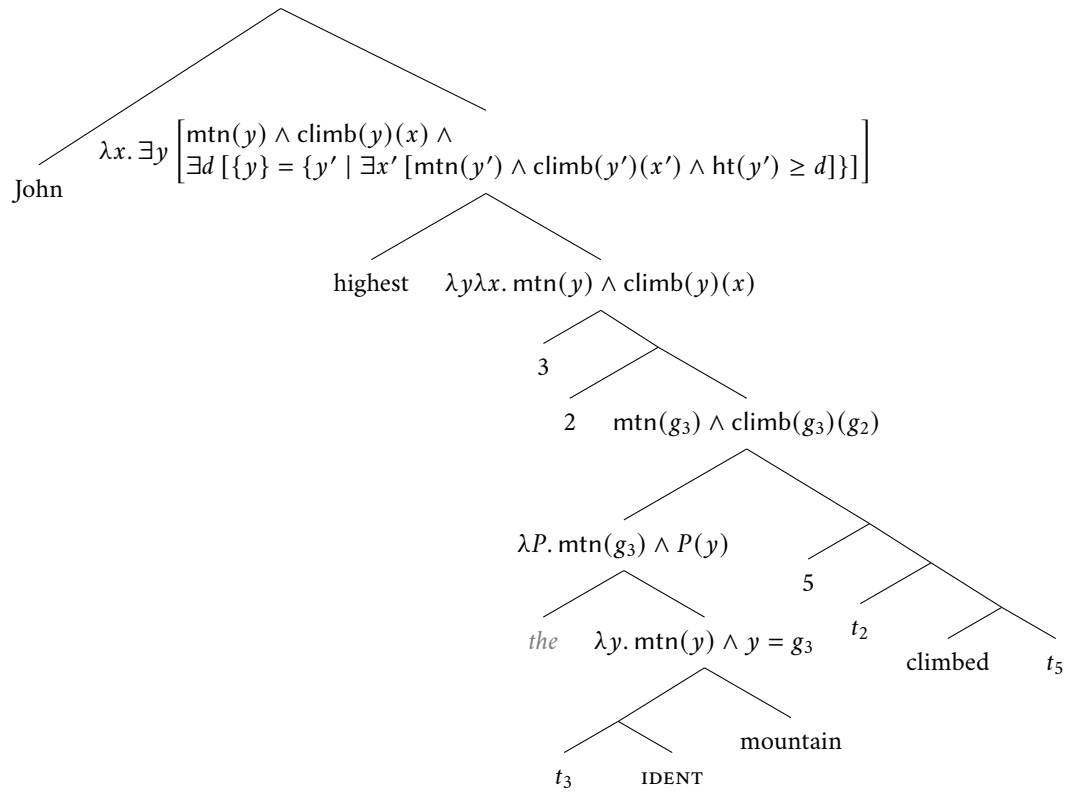 λx. ∃y [mtn(y) ∧ climb(y)(x) ∧
∃d [{y} = {y′ | ∃x′ [mtn(y′) ∧ climb(y′)(x′) ∧ ht(y′) ≥ d]}]]
John
highest
λyλx. mtn(y) ∧ climb(y)(x)
3
2
mtn(g₃) ∧ climb(g₃)(g₂)
λP. mtn(g₃) ∧ P(y)
5
the
λy. mtn(y) ∧ y = g₃
t₂
climbed
t₅
mountain
t₃
IDENT